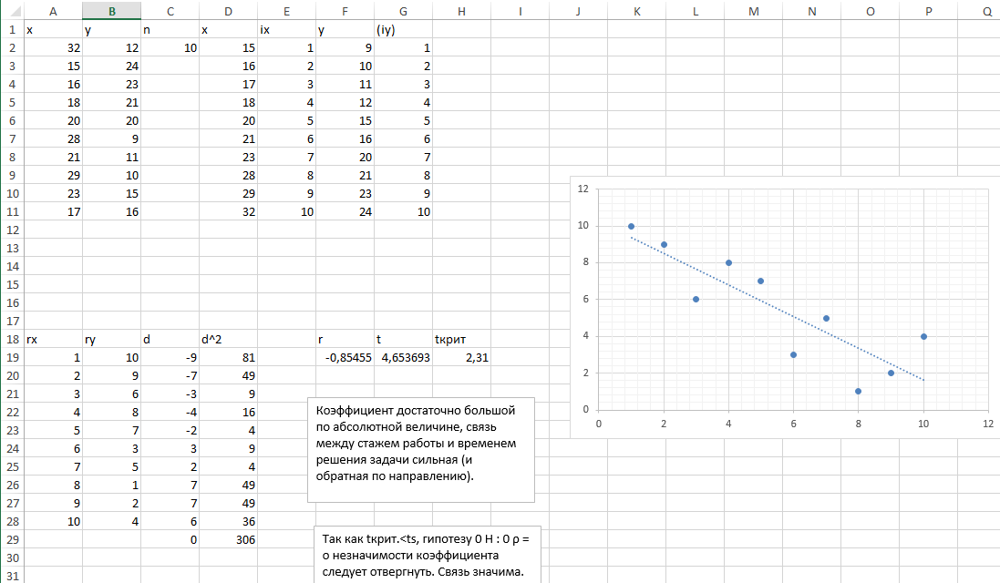 A B C D E F G H I J K L M N O P Q
1 x y n x ix y (iy)
2 32 12 10 15 1 9 1
3 15 24 16 2 10 2
4 16 23 17 3 11 3
5 18 21 18 4 12 4
6 20 20 20 5 15 5
7 28 9 21 6 16 6
8 21 11 23 7 20 7
9 29 10 28 8 21 8
10 23 15 29 9 23 9
11 17 16 32 10 24 10
12
13
14
15
16
17
18 rx ry d d^2 r t tкрит
19 1 10 -9 81 -0,85455 4,653693 2,31
20 2 9 -7 49
21 3 6 -3 9
22 4 8 -4 16
23 5 7 -2 4
24 6 3 3 9
25 7 5 2 4
26 8 1 7 49
27 9 2 7 49
28 10 4 6 36
29 0 306
30
31
12
10
8
6
4
2
0
0 2 4 6 8 10 12
Коэффициент достаточно большой
по абсолютной величине, связь
между стажем работы и временем
решения задачи сильная (и
обратная по направлению).
Так как tкрит.<ts, гипотезу 0 H : 0 ρ =
о незначимости коэффициента
следует отвергнуть. Связь значима.